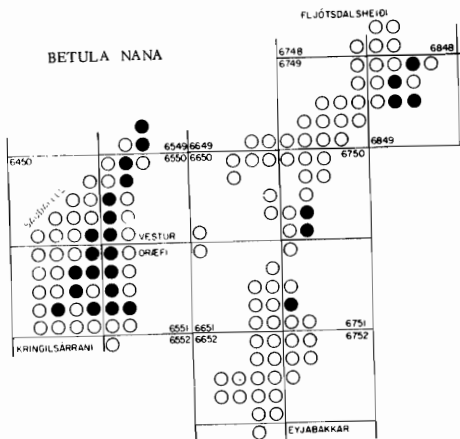 FLJÓTSDALSHEIÐI
BETULA NANA
6748 6848
6749
6549 6649
6450 6550 6650 6750 6849
VESTUR
ÖRÆFI
6551 6651 6751
6552 6652 6752
KRINGILSÁRRANI
EYJABAKKAR